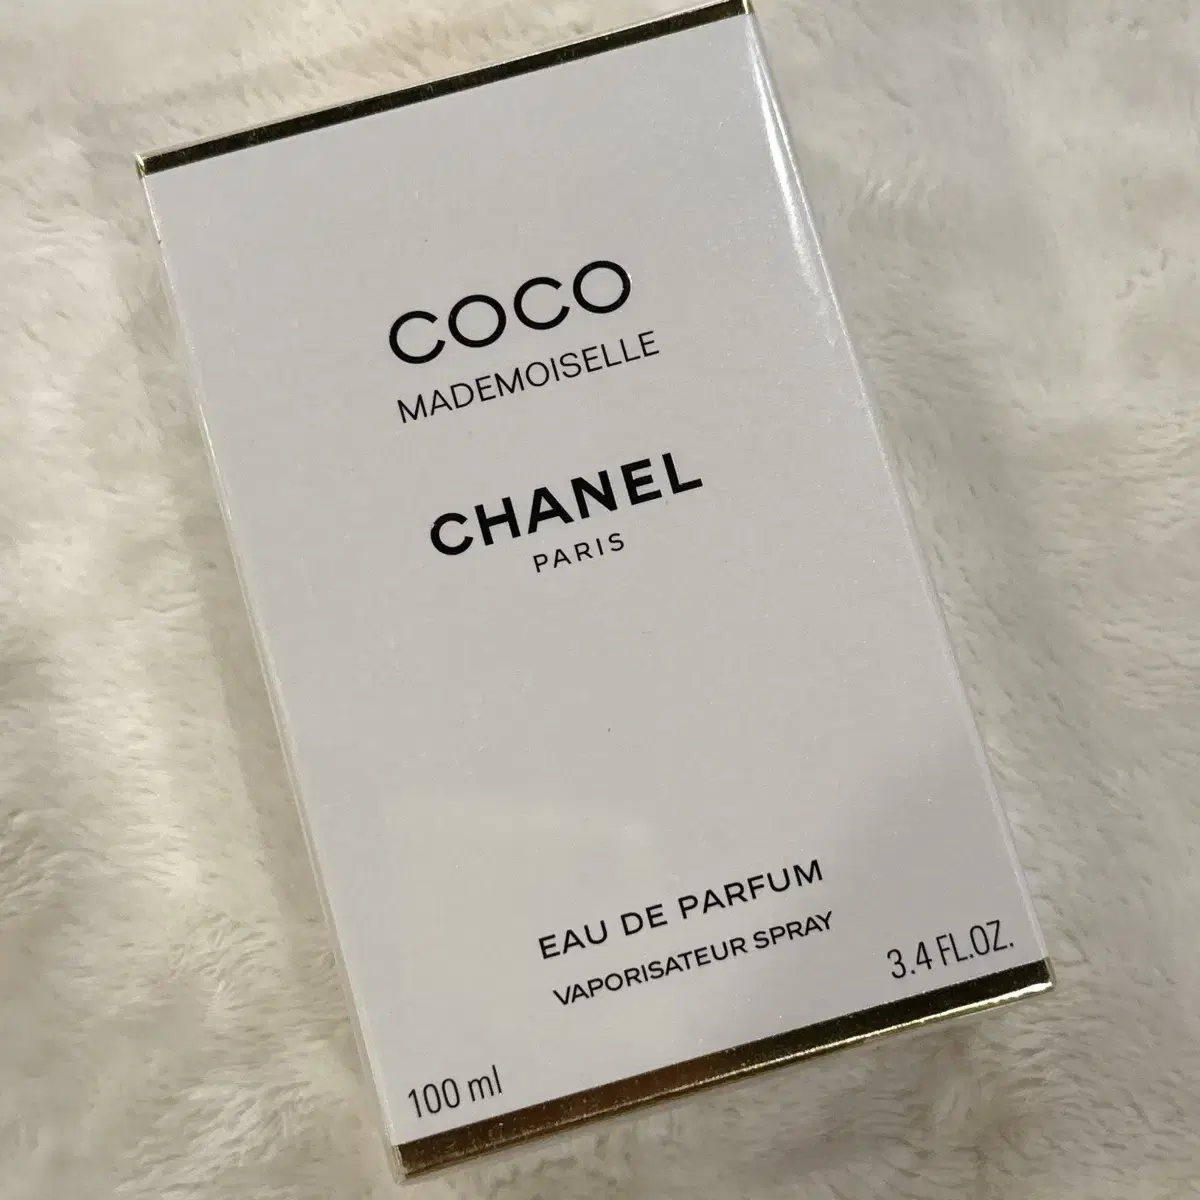 COCO
MADEMOISELLE
CHANEL
PARIS
EAU DE PARFUM
VAPORISATEUR SPRAY
100 ml
3.4 FL.OZ.